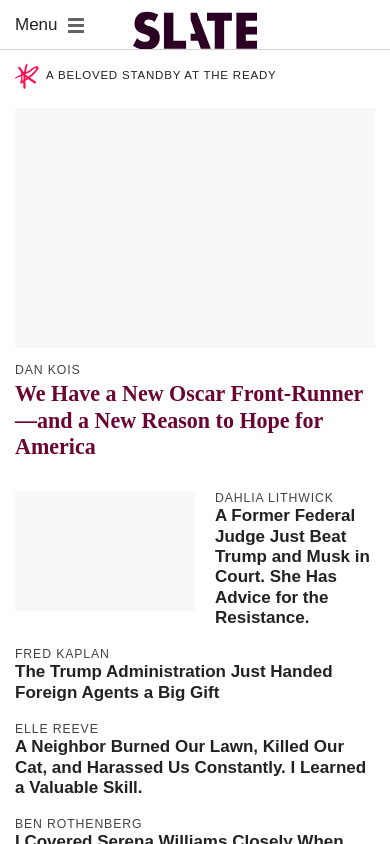 Menu
SLATE
A BELOVED STANDBY AT THE READY
DAN KOIS
We Have a New Oscar Front-Runner
—and a New Reason to Hope for
America
DAHLIA LITHWICK
A Former Federal
Judge Just Beat
Trump and Musk in
Court. She Has
Advice for the
Resistance.
FRED KAPLAN
The Trump Administration Just Handed
Foreign Agents a Big Gift
ELLE REEVE
A Neighbor Burned Our Lawn, Killed Our
Cat, and Harassed Us Constantly. I Learned
a Valuable Skill.
BEN ROTHENBERG
I Covered Serena Williams Closely When